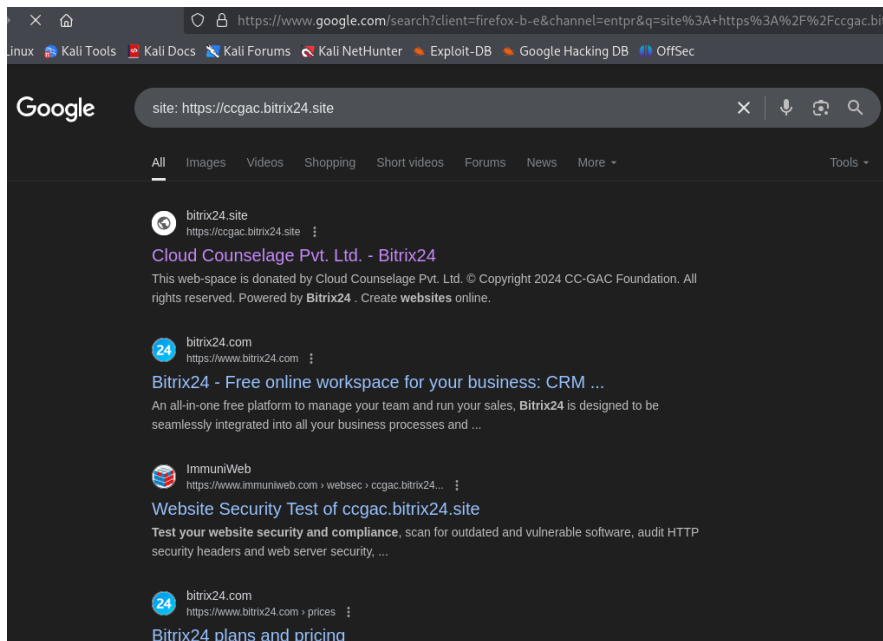 https://www.google.com/search?client=firefox-b-e&channel=entpr&q=site%3A+https%3A%2F%2Fccgac.bi
Linux Kali Tools Kali Docs Kali Forums Kali NetHunter Exploit-DB Google Hacking DB OffSec
Google site: https://ccgac.bitrix24.site
All Images Videos Shopping Short videos Forums News More Tools
bitrix24.site
https://ccgac.bitrix24.site
Cloud Counselage Pvt. Ltd. - Bitrix24
This web-space is donated by Cloud Counselage Pvt. Ltd. © Copyright 2024 CC-GAC Foundation. All
rights reserved. Powered by Bitrix24 . Create websites online.
24 bitrix24.com
https://www.bitrix24.com
Bitrix24 - Free online workspace for your business: CRM ...
An all-in-one free platform to manage your team and run your sales, Bitrix24 is designed to be
seamlessly integrated into all your business processes and ...
ImmuniWeb
https://www.immuniweb.com › websec › ccgac.bitrix24...
Website Security Test of ccgac.bitrix24.site
Test your website security and compliance, scan for outdated and vulnerable software, audit HTTP
security headers and web server security, ...
24 bitrix24.com
https://www.bitrix24.com › prices
Bitrix24 plans and pricing